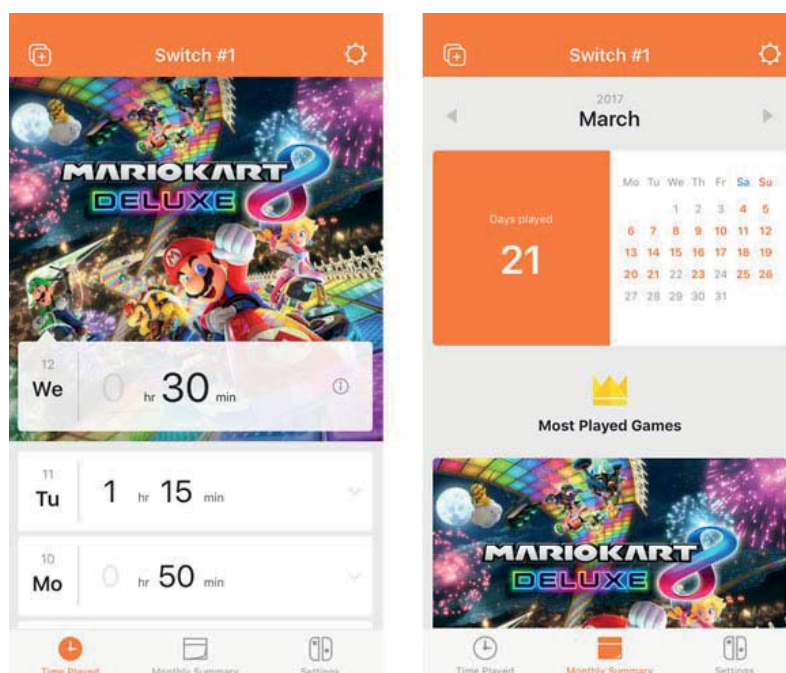 Switch #1
MARIOKART 8
DELUXE
12
We
0 hr 30 min
11
Tu
1 hr 15 min
10
Mo
0 hr 50 min
Time Played
Monthly Summary
Settings
Switch #1
2017
March
Days played
21
Mo Tu We Th Fr Sa Su
1 2 3 4 5
6 7 8 9 10 11 12
13 14 15 16 17 18 19
20 21 22 23 24 25 26
27 28 29 30 31
Most Played Games
MARIOKART 8
DELUXE
Time Played
Monthly Summary
Settings